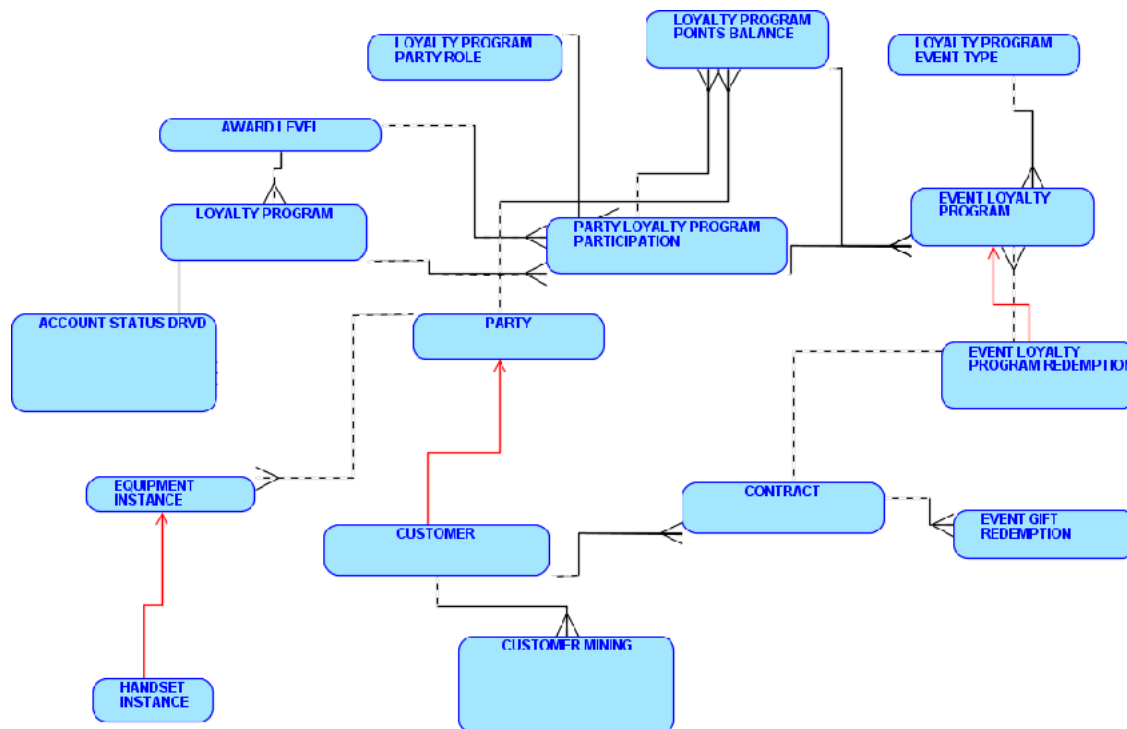 LOYALTY PROGRAM
POINTS BALANCE
LOYALTY PROGRAM
PARTY ROLE
LOYALTY PROGRAM
EVENT TYPE
AWARD LEVEL
LOYALTY PROGRAM
EVENT LOYALTY
PROGRAM
PARTY LOYALTY PROGRAM
PARTICIPATION
ACCOUNT STATUS DRVD
PARTY
EVENT LOYALTY
PROGRAM REDEMPTION
EQUIPMENT
INSTANCE
CONTRACT
CUSTOMER
EVENT GIFT
REDEMPTION
CUSTOMER MINING
HANDSET
INSTANCE